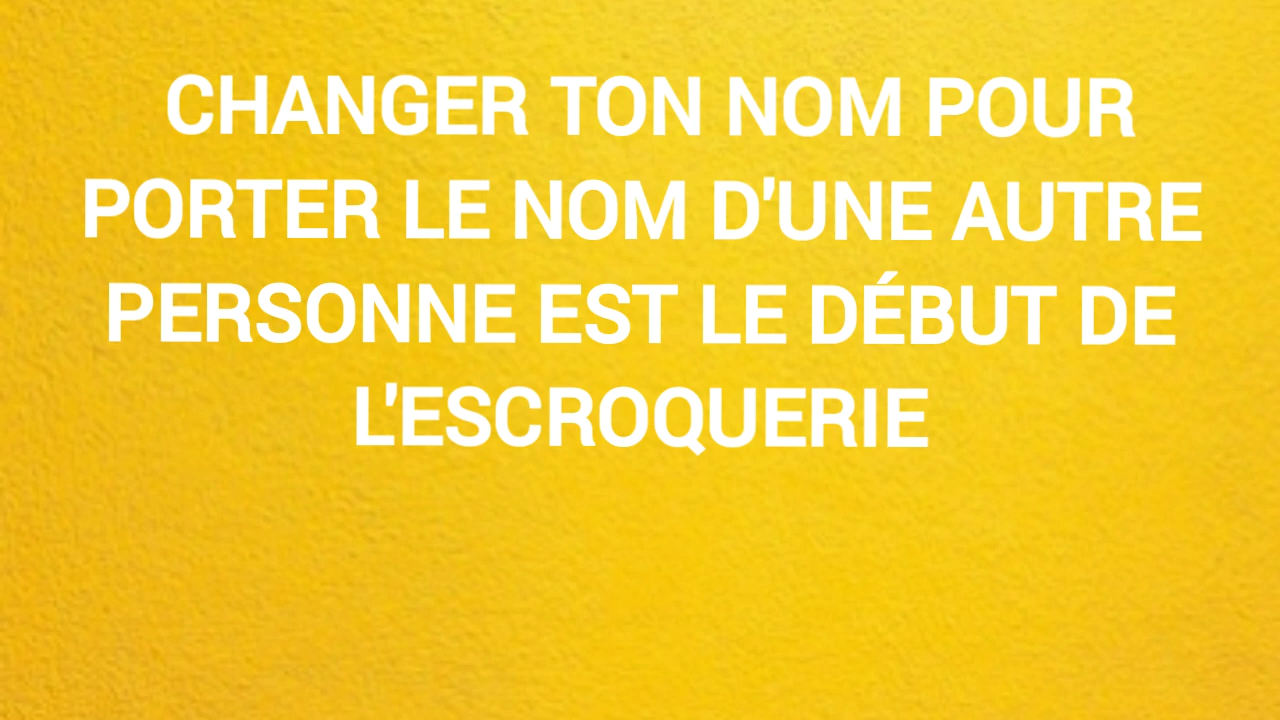 CHANGER TON NOM POUR
PORTER LE NOM D'UNE AUTRE
PERSONNE EST LE DÉBUT DE
L'ESCROQUERIE